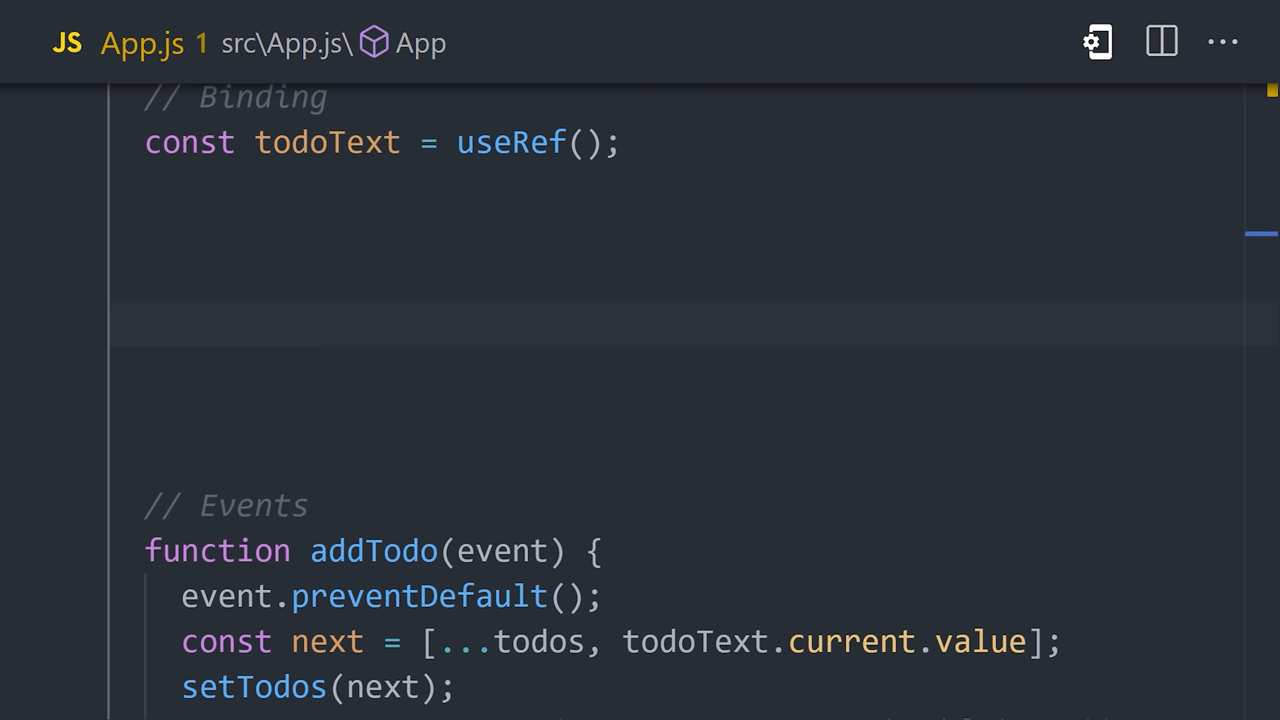 JS App.js 1 src\App.js\ App
// Binding
const todoText = useRef();
// Events
function addTodo(event) {
event.preventDefault();
const next = [...todos, todoText.current.value];
setTodos(next);